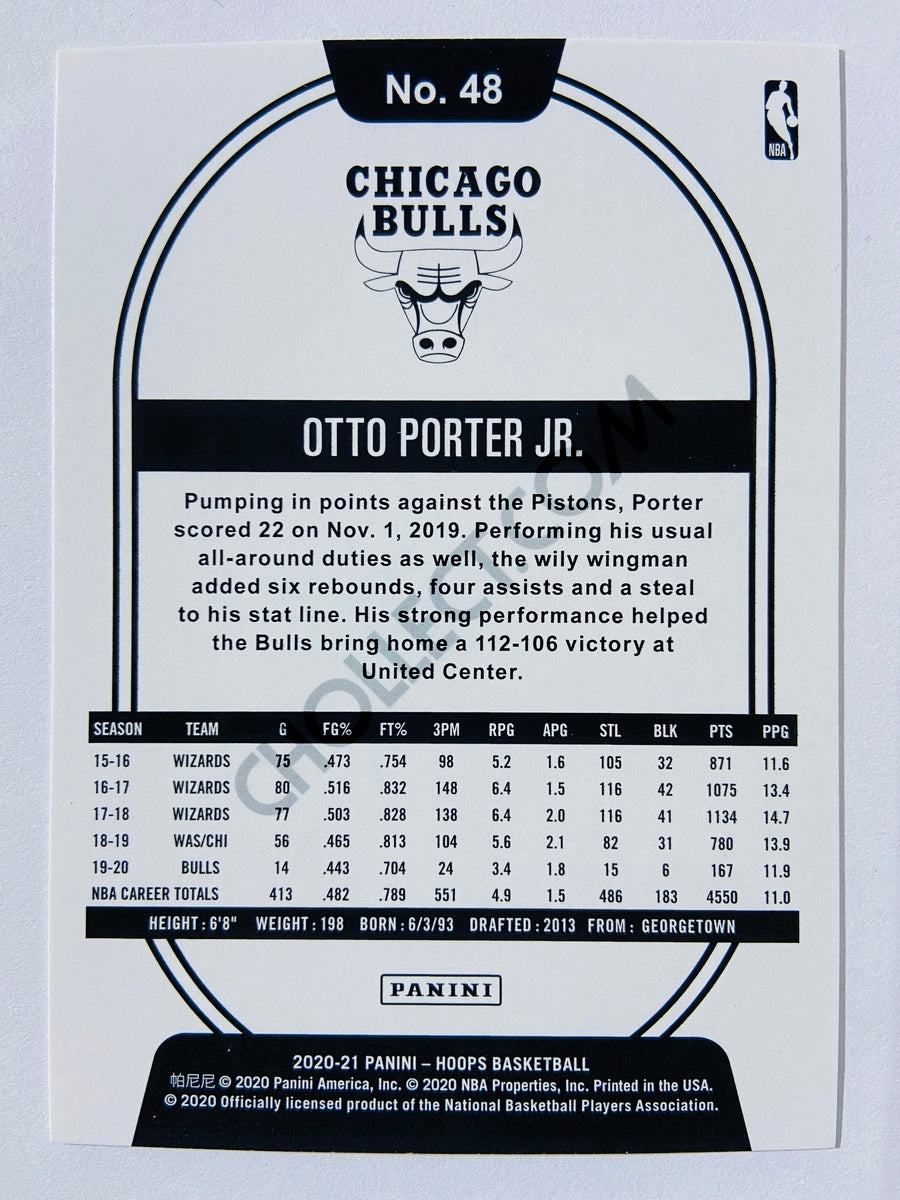 No. 48
NBA
CHICAGO
BULLS
OTTO PORTER JR.
Pumping in points against the Pistons, Porter
scored 22 on Nov. 1, 2019. Performing his usual
all-around duties as well, the wily wingman
added six rebounds, four assists and a steal
to his stat line. His strong performance helped
the Bulls bring home a 112-106 victory at
United Center.
CHOLLECT.COM
SEASON TEAM G FG% FT% 3PM RPG APG STL BLK PTS PPG
15-16 WIZARDS 75 .473 .754 98 5.2 1.6 105 32 871 11.6
16-17 WIZARDS 80 .516 .832 148 6.4 1.5 116 42 1075 13.4
17-18 WIZARDS 77 .503 .828 138 6.4 2.0 116 41 1134 14.7
18-19 WAS/CHI 56 .465 .813 104 5.6 2.1 82 31 780 13.9
19-20 BULLS 14 .443 .704 24 3.4 1.8 15 6 167 11.9
NBA CAREER TOTALS 413 .482 .789 551 4.9 1.5 486 183 4550 11.0
HEIGHT: 6'8" WEIGHT: 198 BORN: 6/3/93 DRAFTED: 2013 FROM: GEORGETOWN
PANINI
2020-21 PANINI – HOOPS BASKETBALL
帕尼尼 © 2020 Panini America, Inc. © 2020 NBA Properties, Inc. Printed in the USA.
© 2020 Officially licensed product of the National Basketball Players Association.